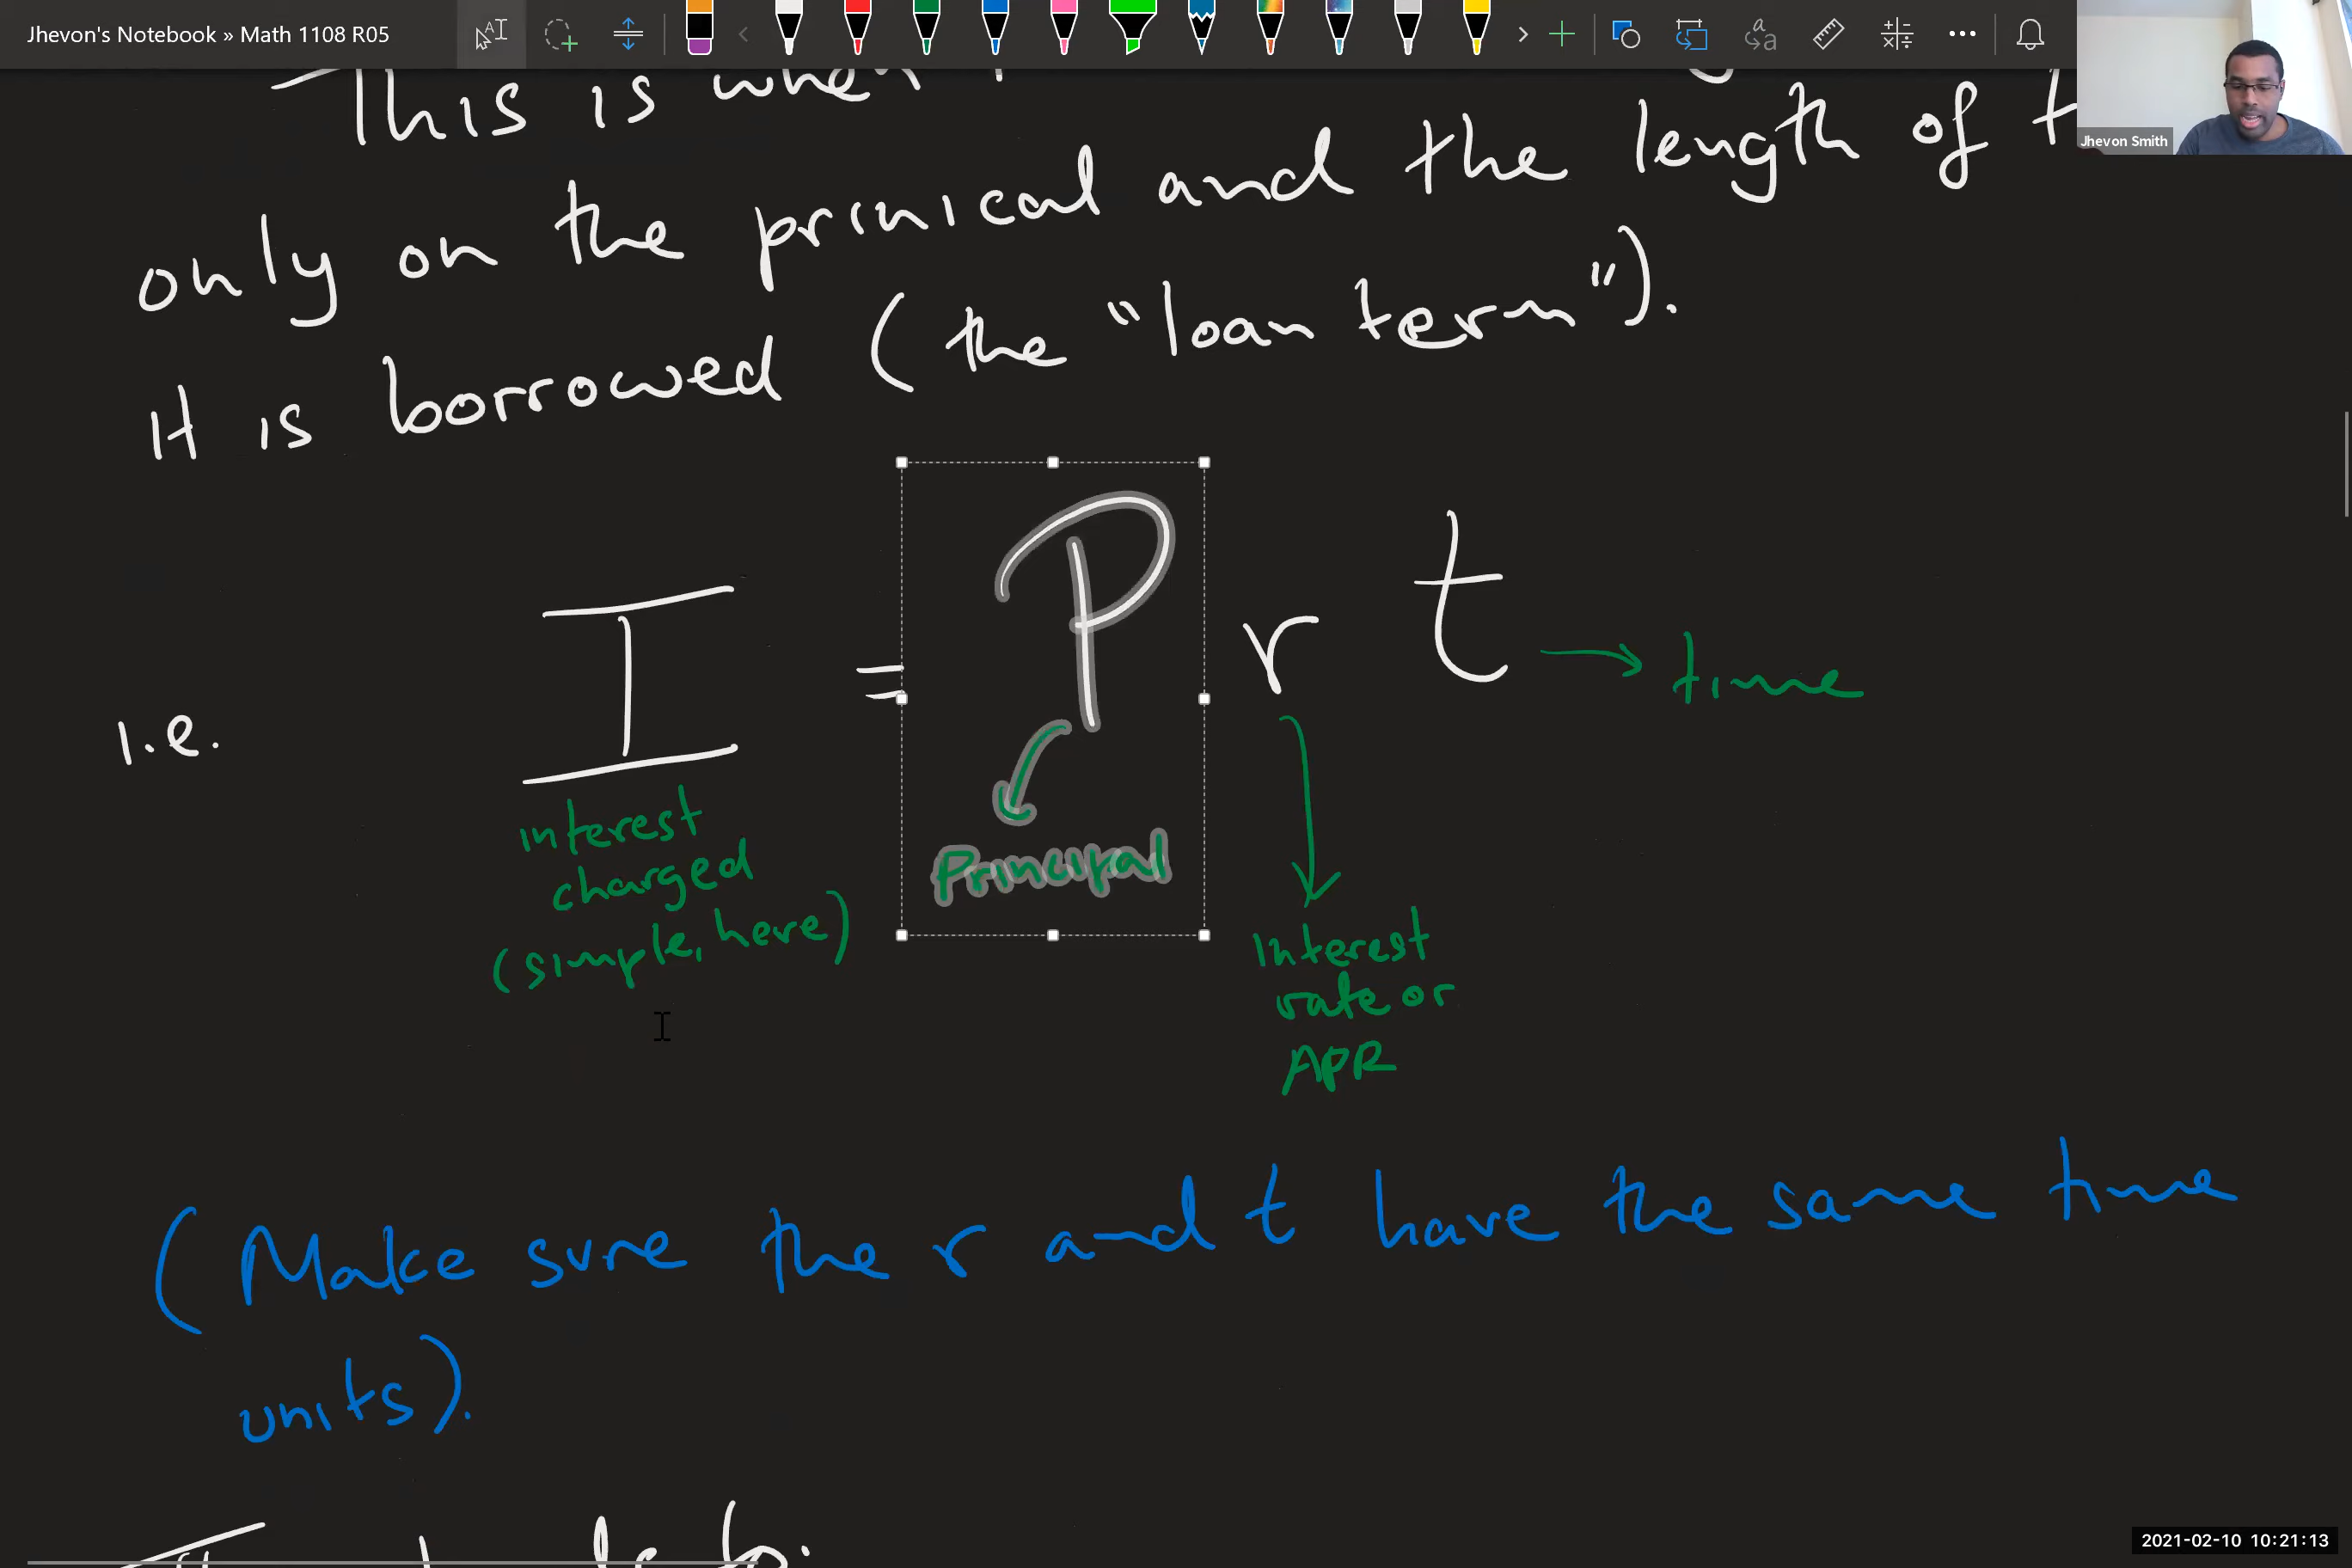 Jhevon's Notebook » Math 1108 R05
Jhevon Smith
This is when
only on the prinical and the length of t
it is borrowed (the "loan term").
i.e. I = P r t → time
interest
charged
(simple, here)
Principal
interest
rate or
APR
(Make sure the r and t have the same time
units).
2021-02-10 10:21:13